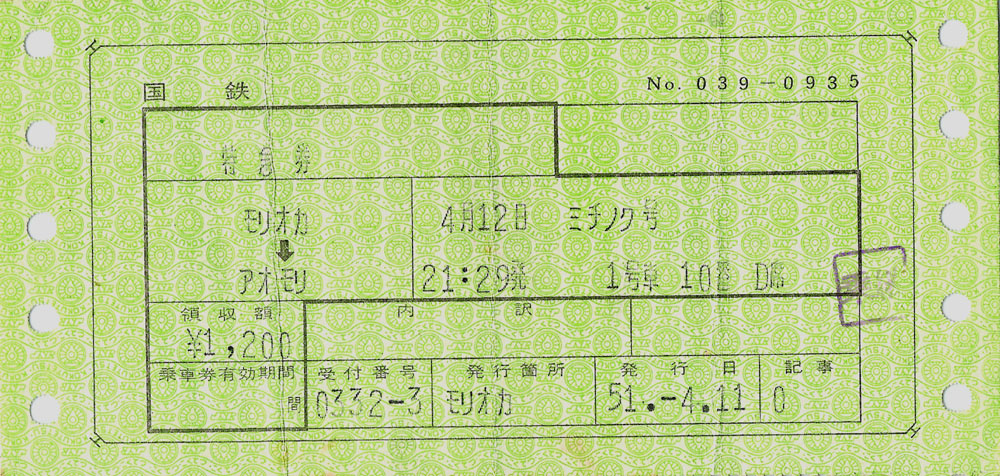 国鉄 No. 039-0935
特急券
モリオカ
⬇
アオモリ
4月12日 ミチノク号
21:29発 1号車 10番 D席
領収額
¥1,200
内訳
乗車券有効期間
間
受付番号
0332-3
発行箇所
モリオカ
発行日
51.-4.11
記事
0